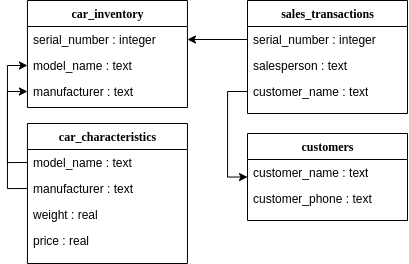 car_inventory
serial_number : integer
model_name : text
manufacturer : text
sales_transactions
serial_number : integer
salesperson : text
customer_name : text
car_characteristics
model_name : text
manufacturer : text
weight : real
price : real
customers
customer_name : text
customer_phone : text